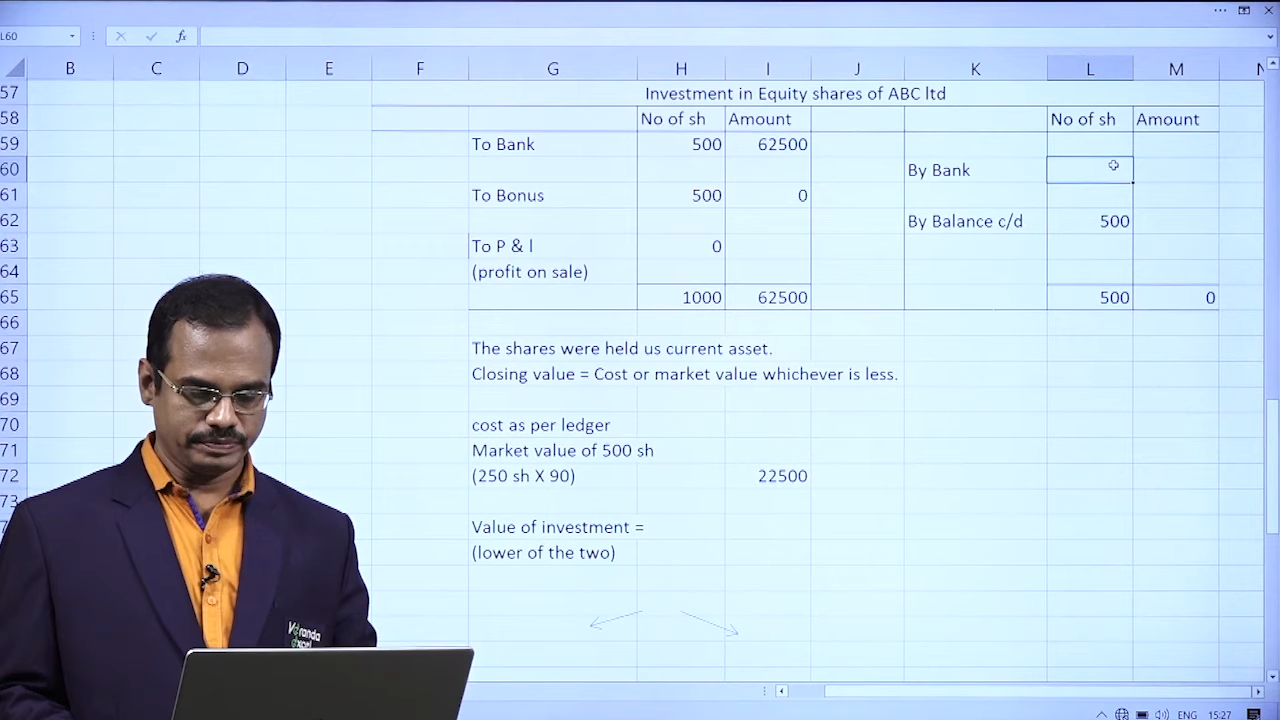 L60
fx
B C D E F G H I J K L M N
57 Investment in Equity shares of ABC ltd
58 No of sh Amount No of sh Amount
59 To Bank 500 62500
60 By Bank
61 To Bonus 500 0
62 By Balance c/d 500
63 To P & l 0
64 (profit on sale)
65 1000 62500 500 0
66
67 The shares were held us current asset.
68 Closing value = Cost or market value whichever is less.
69
70 cost as per ledger
71 Market value of 500 sh
72 (250 sh X 90) 22500
73
Value of investment =
(lower of the two)
ENG 15:27